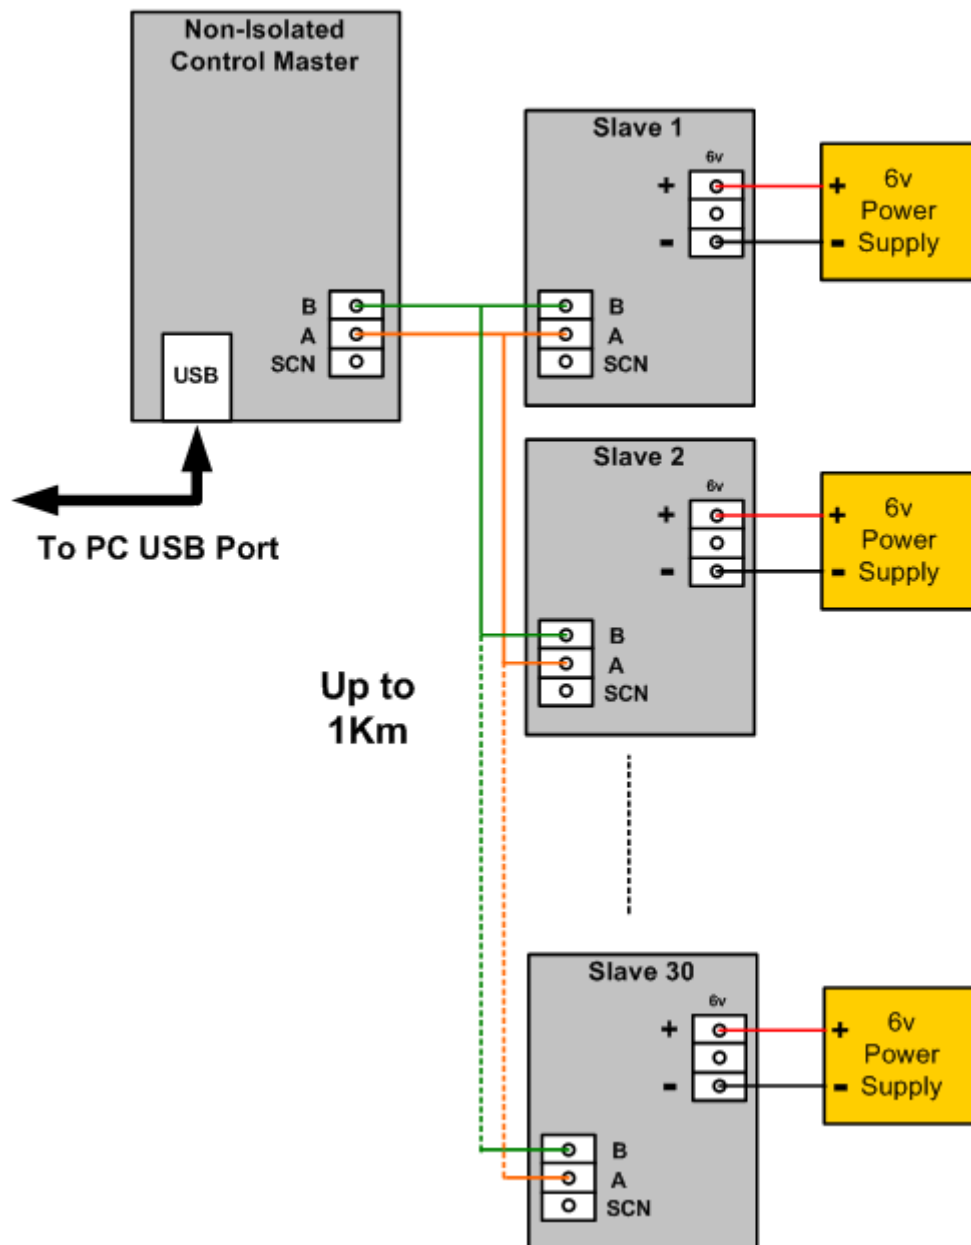 Non-Isolated
Control Master
B
A
SCN
USB
To PC USB Port
Slave 1
6v
+
-
B
A
SCN
+ 6v
Power
- Supply
Slave 2
6v
+
-
B
A
SCN
+ 6v
Power
- Supply
Up to
1Km
Slave 30
6v
+
-
B
A
SCN
+ 6v
Power
- Supply